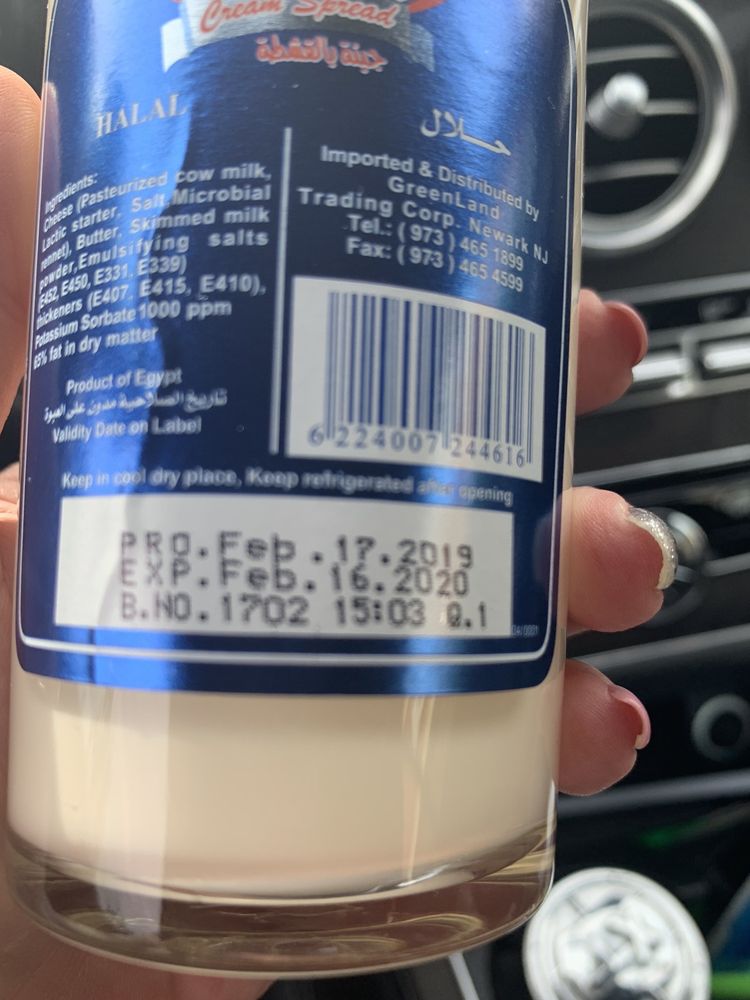 Cream Spread
جبنة بالقشطة
HALAL
حلال
Ingredients:
Cheese (Pasteurized cow milk,
Lactic starter, Salt,Microbial
rennet), Butter, Skimmed milk
powder,Emulsifying salts
(E452, E450, E331, E339)
thickeners (E407, E415, E410),
Potassium Sorbate 1000 ppm
65% fat in dry matter
Product of Egypt
تاريخ الصلاحية مدون على العبوة
Validity Date on Label
Imported & Distributed by
GreenLand
Trading Corp. Newark NJ
Tel.: ( 973 ) 465 1899
Fax: ( 973 ) 465 4599
6 224007 244616
Keep in cool dry place, Keep refrigerated after opening
PRO.Feb.17.2019
EXP.Feb.16.2020
B.NO.1702 15:03 0.1